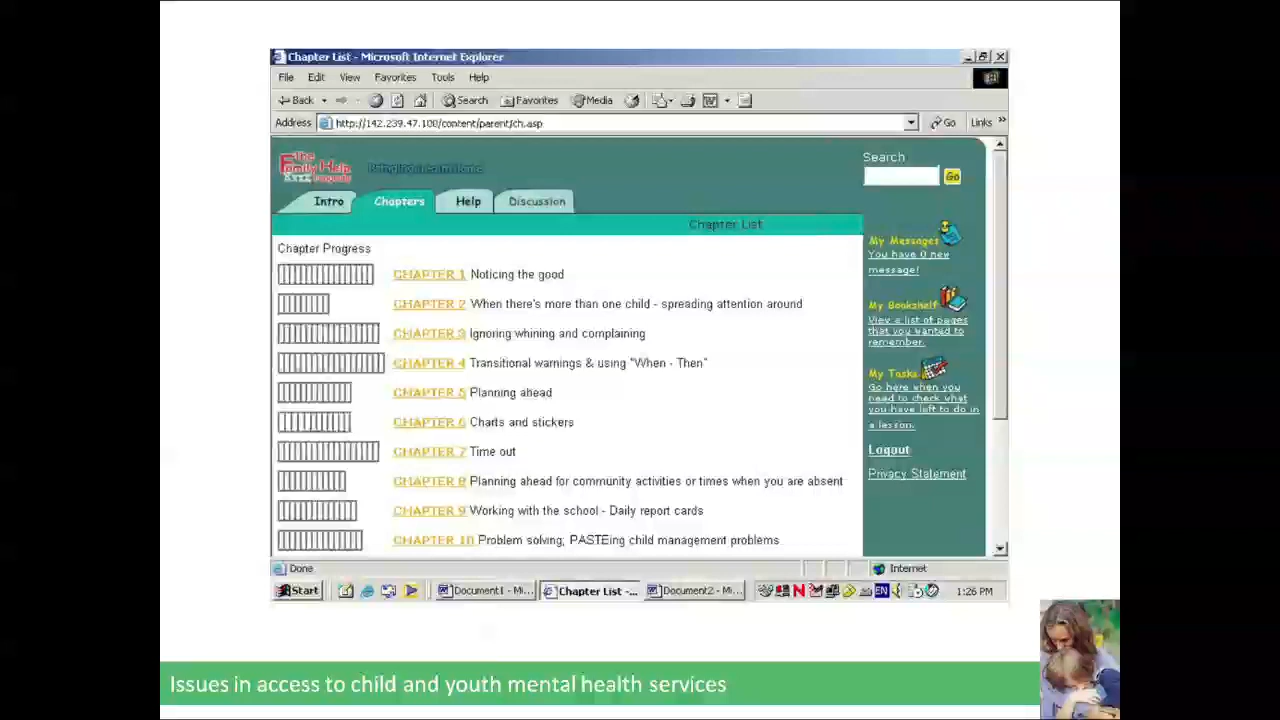 Chapter List - Microsoft Internet Explorer
File Edit View Favorites Tools Help
Back Search Favorites Media
Address http://142.239.47.100/content/parent/ch.asp Go Links »
The
Family Help
Search
Go
Intro Chapters Help Discussion
Chapter List
Chapter Progress
CHAPTER 1 Noticing the good
CHAPTER 2 When there's more than one child - spreading attention around
CHAPTER 3 Ignoring whining and complaining
CHAPTER 4 Transitional warnings & using "When - Then"
CHAPTER 5 Planning ahead
CHAPTER 6 Charts and stickers
CHAPTER 7 Time out
CHAPTER 8 Planning ahead for community activities or times when you are absent
CHAPTER 9 Working with the school - Daily report cards
CHAPTER 10 Problem solving; PASTEing child management problems
My Messages
You have 0 new
message!
My Bookshelf
View a list of pages
that you wanted to
remember.
My Tasks
Go here when you
need to check what
you have left to do in
a lesson.
Logout
Privacy Statement
Done Internet
Start Document1 - Mi... Chapter List -... Document2 - Mi... EN 1:26 PM
Issues in access to child and youth mental health services